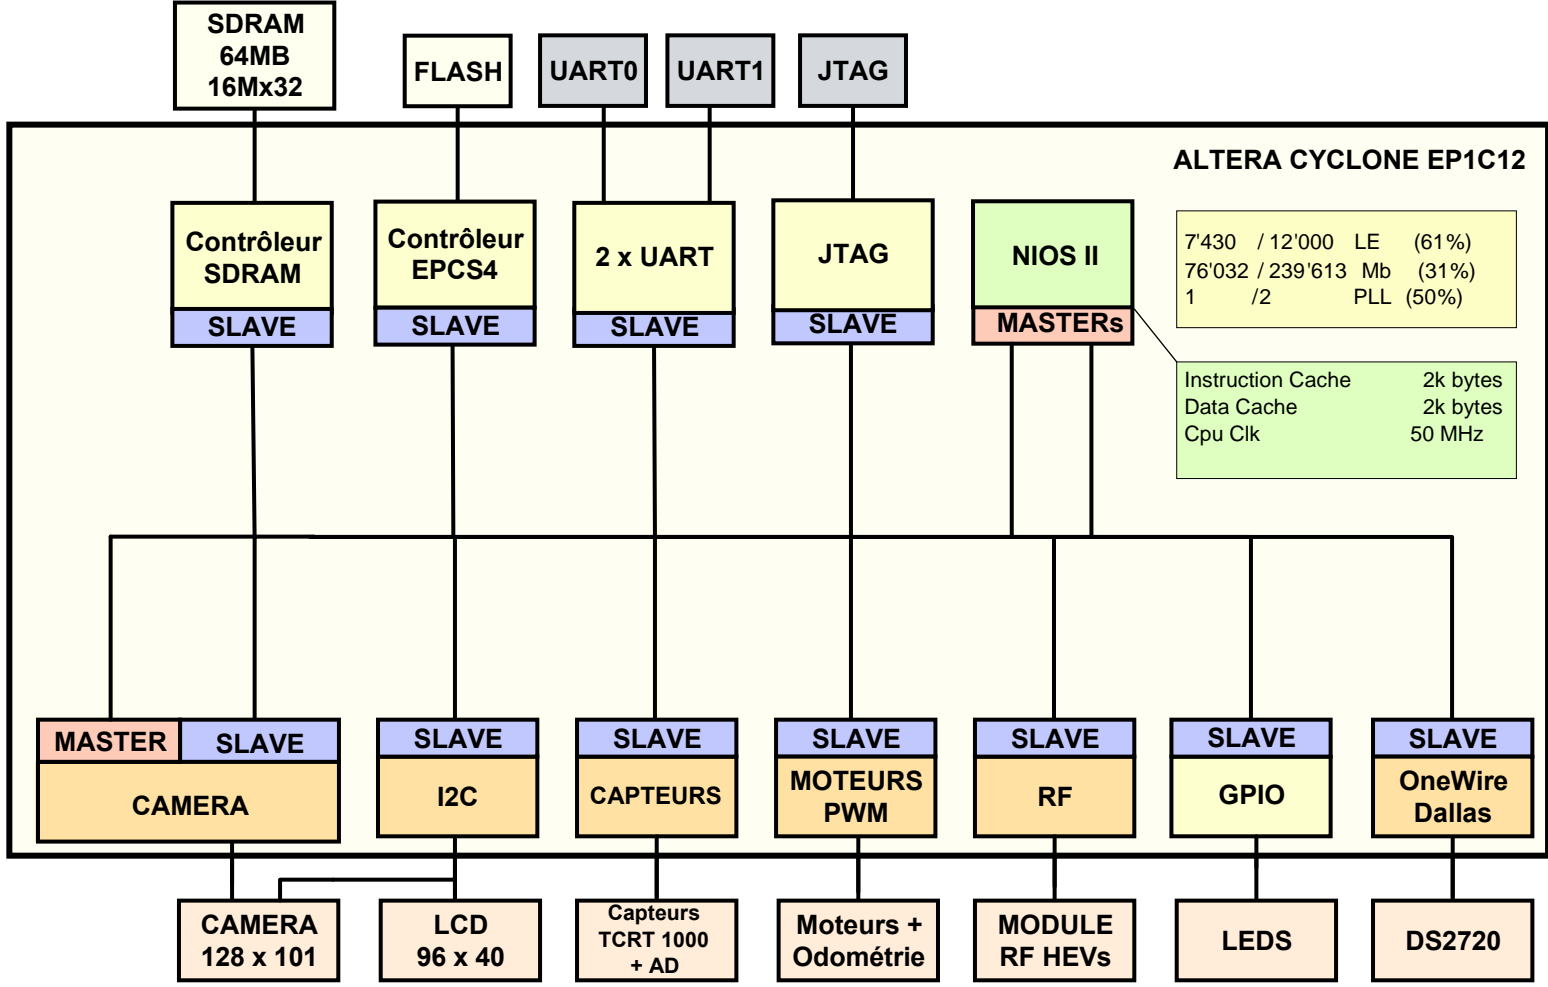 SDRAM
64MB
16Mx32
FLASH
UART0
UART1
JTAG
ALTERA CYCLONE EP1C12
Contrôleur
SDRAM
SLAVE
Contrôleur
EPCS4
SLAVE
2 x UART
SLAVE
JTAG
SLAVE
NIOS II
MASTERs
7'430 / 12'000 LE (61%)
76'032 / 239'613 Mb (31%)
1 /2 PLL (50%)
Instruction Cache 2k bytes
Data Cache 2k bytes
Cpu Clk 50 MHz
MASTER SLAVE
CAMERA
SLAVE
I2C
SLAVE
CAPTEURS
SLAVE
MOTEURS
PWM
SLAVE
RF
SLAVE
GPIO
SLAVE
OneWire
Dallas
CAMERA
128 x 101
LCD
96 x 40
Capteurs
TCRT 1000
+ AD
Moteurs +
Odométrie
MODULE
RF HEVs
LEDS
DS2720